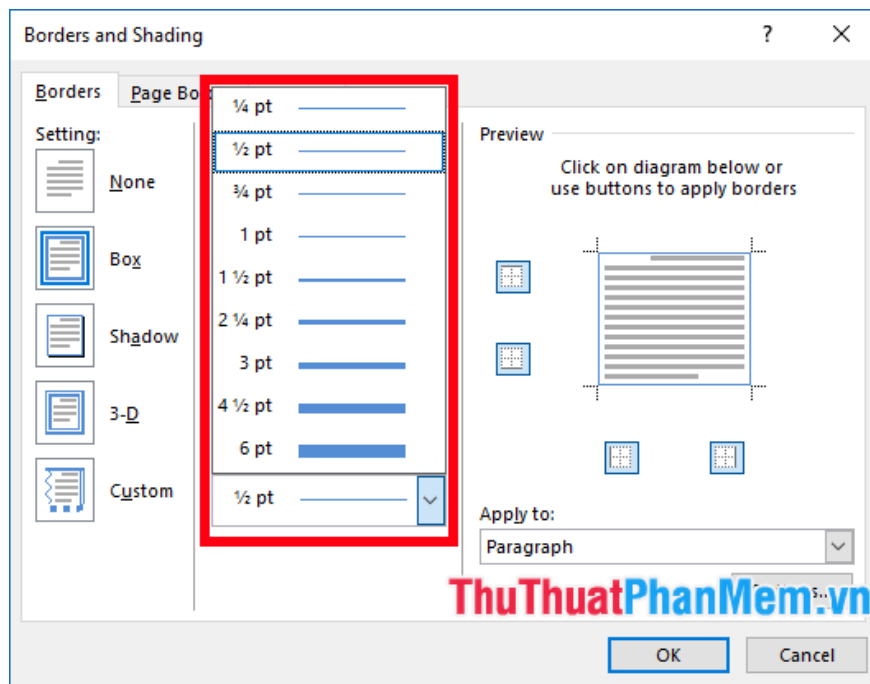 Borders and Shading
?
Borders
Page Bo
Setting:
None
Box
Shadow
3-D
Custom
¼ pt
½ pt
¾ pt
1 pt
1 ½ pt
2 ¼ pt
3 pt
4 ½ pt
6 pt
½ pt
Preview
Click on diagram below or
use buttons to apply borders
Apply to:
Paragraph
ThuThuatPhanMem.vn
OK
Cancel